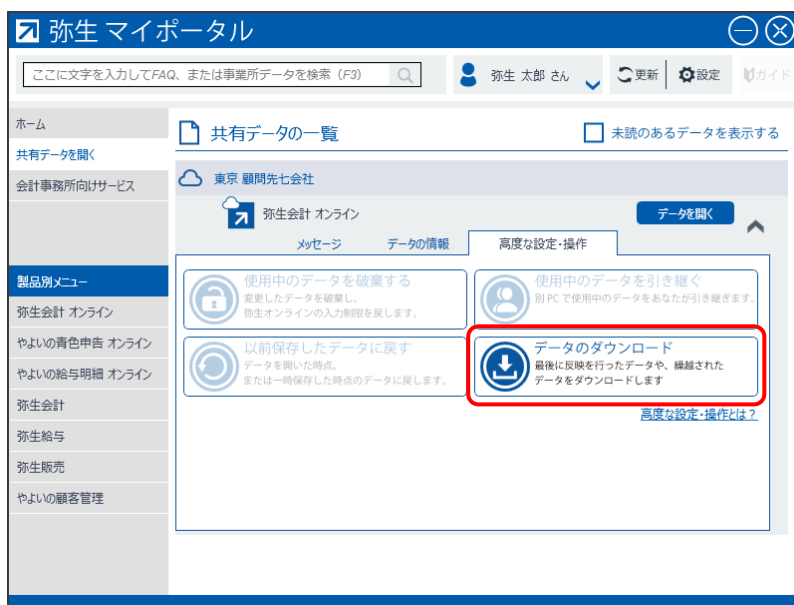 弥生 マイポータル
ここに文字を入力してFAQ、または事業所データを検索（F3）
弥生 太郎 さん
更新
設定
ガイド
ホーム
共有データを開く
会計事務所向けサービス
製品別メニュー
弥生会計 オンライン
やよいの青色申告 オンライン
やよいの給与明細 オンライン
弥生会計
弥生給与
弥生販売
やよいの顧客管理
共有データの一覧
未読のあるデータを表示する
東京 顧問先七会社
弥生会計 オンライン
データを開く
メッセージ
データの情報
高度な設定・操作
使用中のデータを破棄する
変更したデータを破棄し、
弥生オンラインの入力制限を戻します。
使用中のデータを引き継ぐ
別 PC で使用中のデータをあなたが引き継ぎます。
以前保存したデータに戻す
データを開いた時点、
または一時保存した時点のデータに戻します。
データのダウンロード
最後に反映を行ったデータや、繰越された
データをダウンロードします
高度な設定・操作とは？